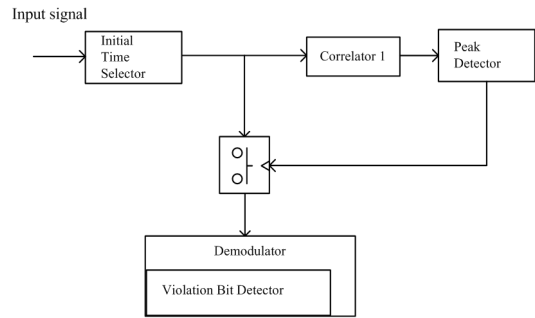 Input signal
Initial
Time
Selector
Correlator 1
Peak
Detector
Demodulator
Violation Bit Detector